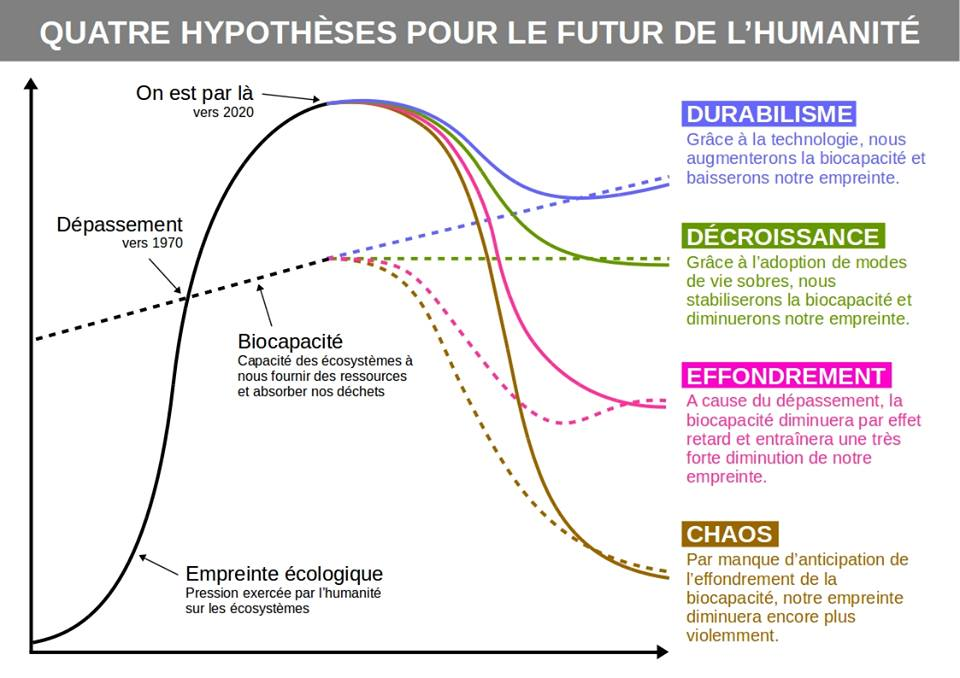 QUATRE HYPOTHÈSES POUR LE FUTUR DE L’HUMANITÉ
On est par là
vers 2020
Dépassement
vers 1970
Biocapacité
Capacité des écosystèmes à
nous fournir des ressources
et absorber nos déchets
Empreinte écologique
Pression exercée par l’humanité
sur les écosystèmes
DURABILISME
Grâce à la technologie, nous
augmenterons la biocapacité et
baisserons notre empreinte.
DÉCROISSANCE
Grâce à l’adoption de modes
de vie sobres, nous
stabiliserons la biocapacité et
diminuerons notre empreinte.
EFFONDREMENT
A cause du dépassement, la
biocapacité diminuera par effet
retard et entraînera une très
forte diminution de notre
empreinte.
CHAOS
Par manque d’anticipation de
l’effondrement de la
biocapacité, notre empreinte
diminuera encore plus
violemment.